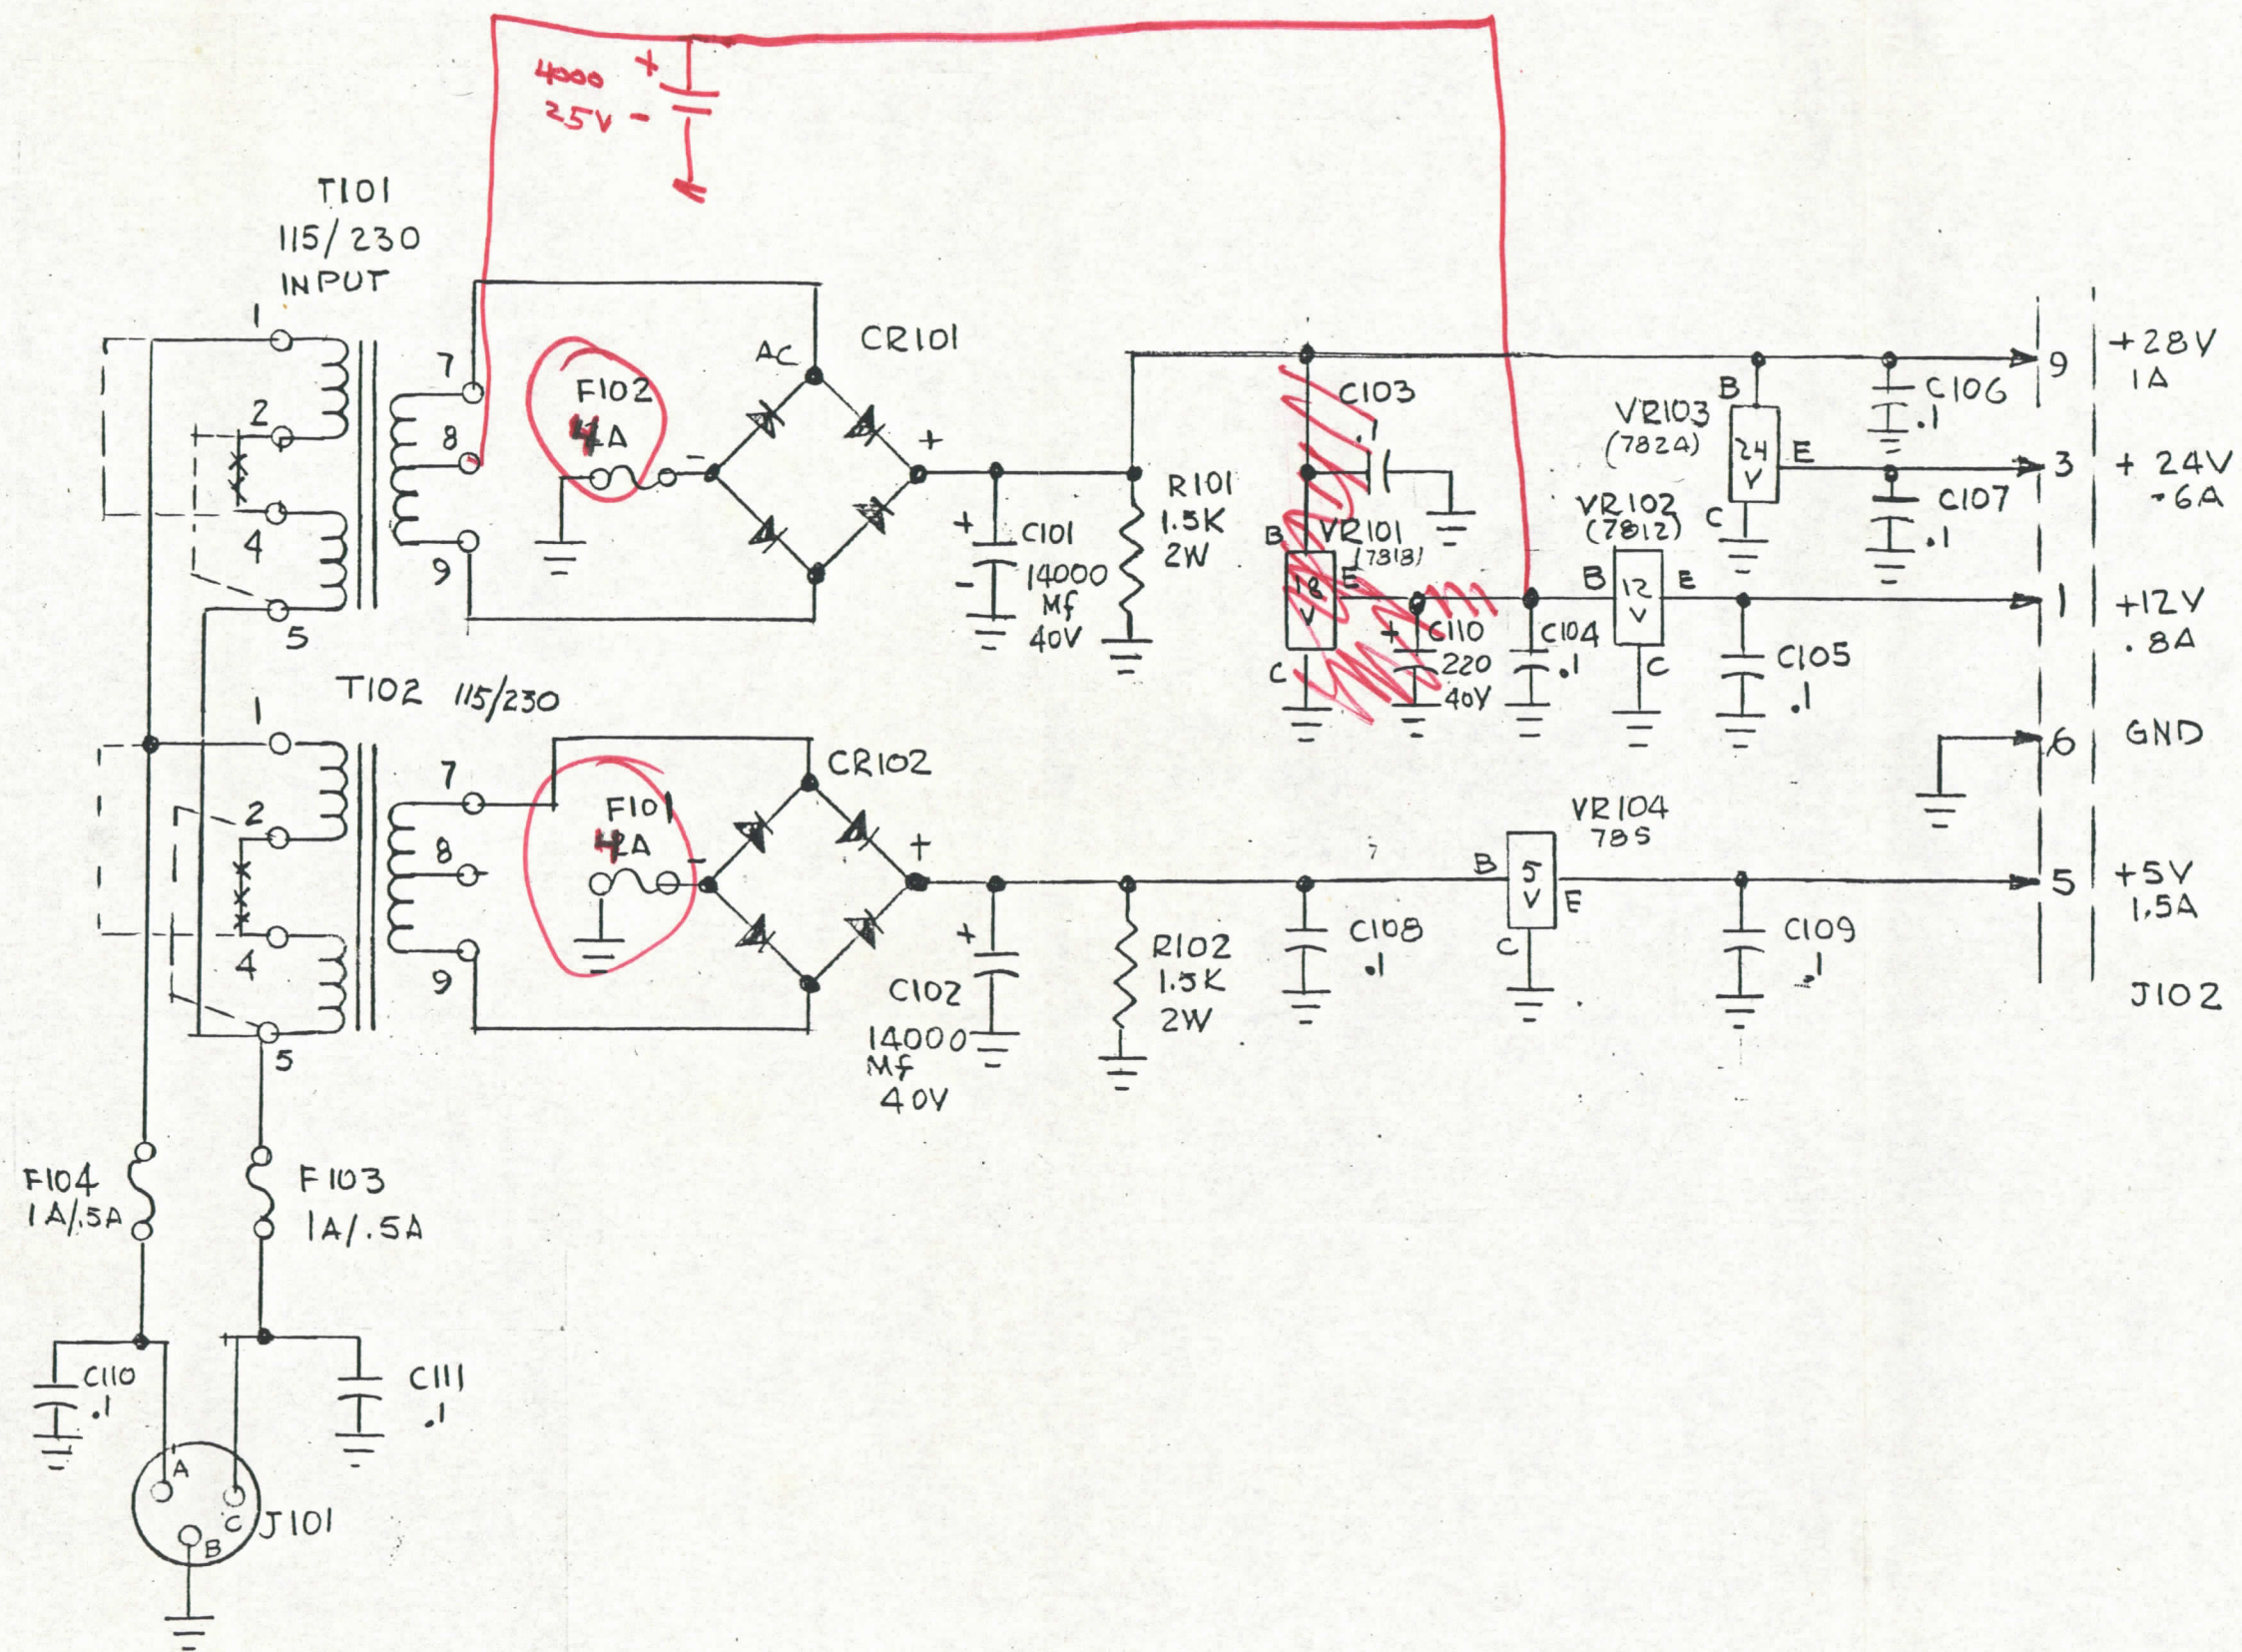 4000 +
25V -
T101
115/230
INPUT
1
2
4
5
7
8
9
F102
4A
AC
CR101
-
+
+
-
C101
14000
Mf
40V
R101
1.5K
2W
C103
.1
B
VR101
(7818)
18
V
E
C
+
C110
220
40V
C104
.1
VR102
(7812)
B
12
V
E
C
C105
.1
VR103
(7824)
B
24
V
E
C
C106
.1
C107
.1
9
+28V
1A
3
+ 24V
.6A
1
+12V
.8A
6
GND
5
+5V
1.5A
J102
T102 115/230
1
2
4
5
7
8
9
F101
4A
CR102
-
+
+
C102
14000
Mf
40V
R102
1.5K
2W
C108
.1
VR104
785
B
5
V
E
C
C109
.1
F104
1A/.5A
F103
1A/.5A
C110
.1
C111
.1
A
C
B
J101